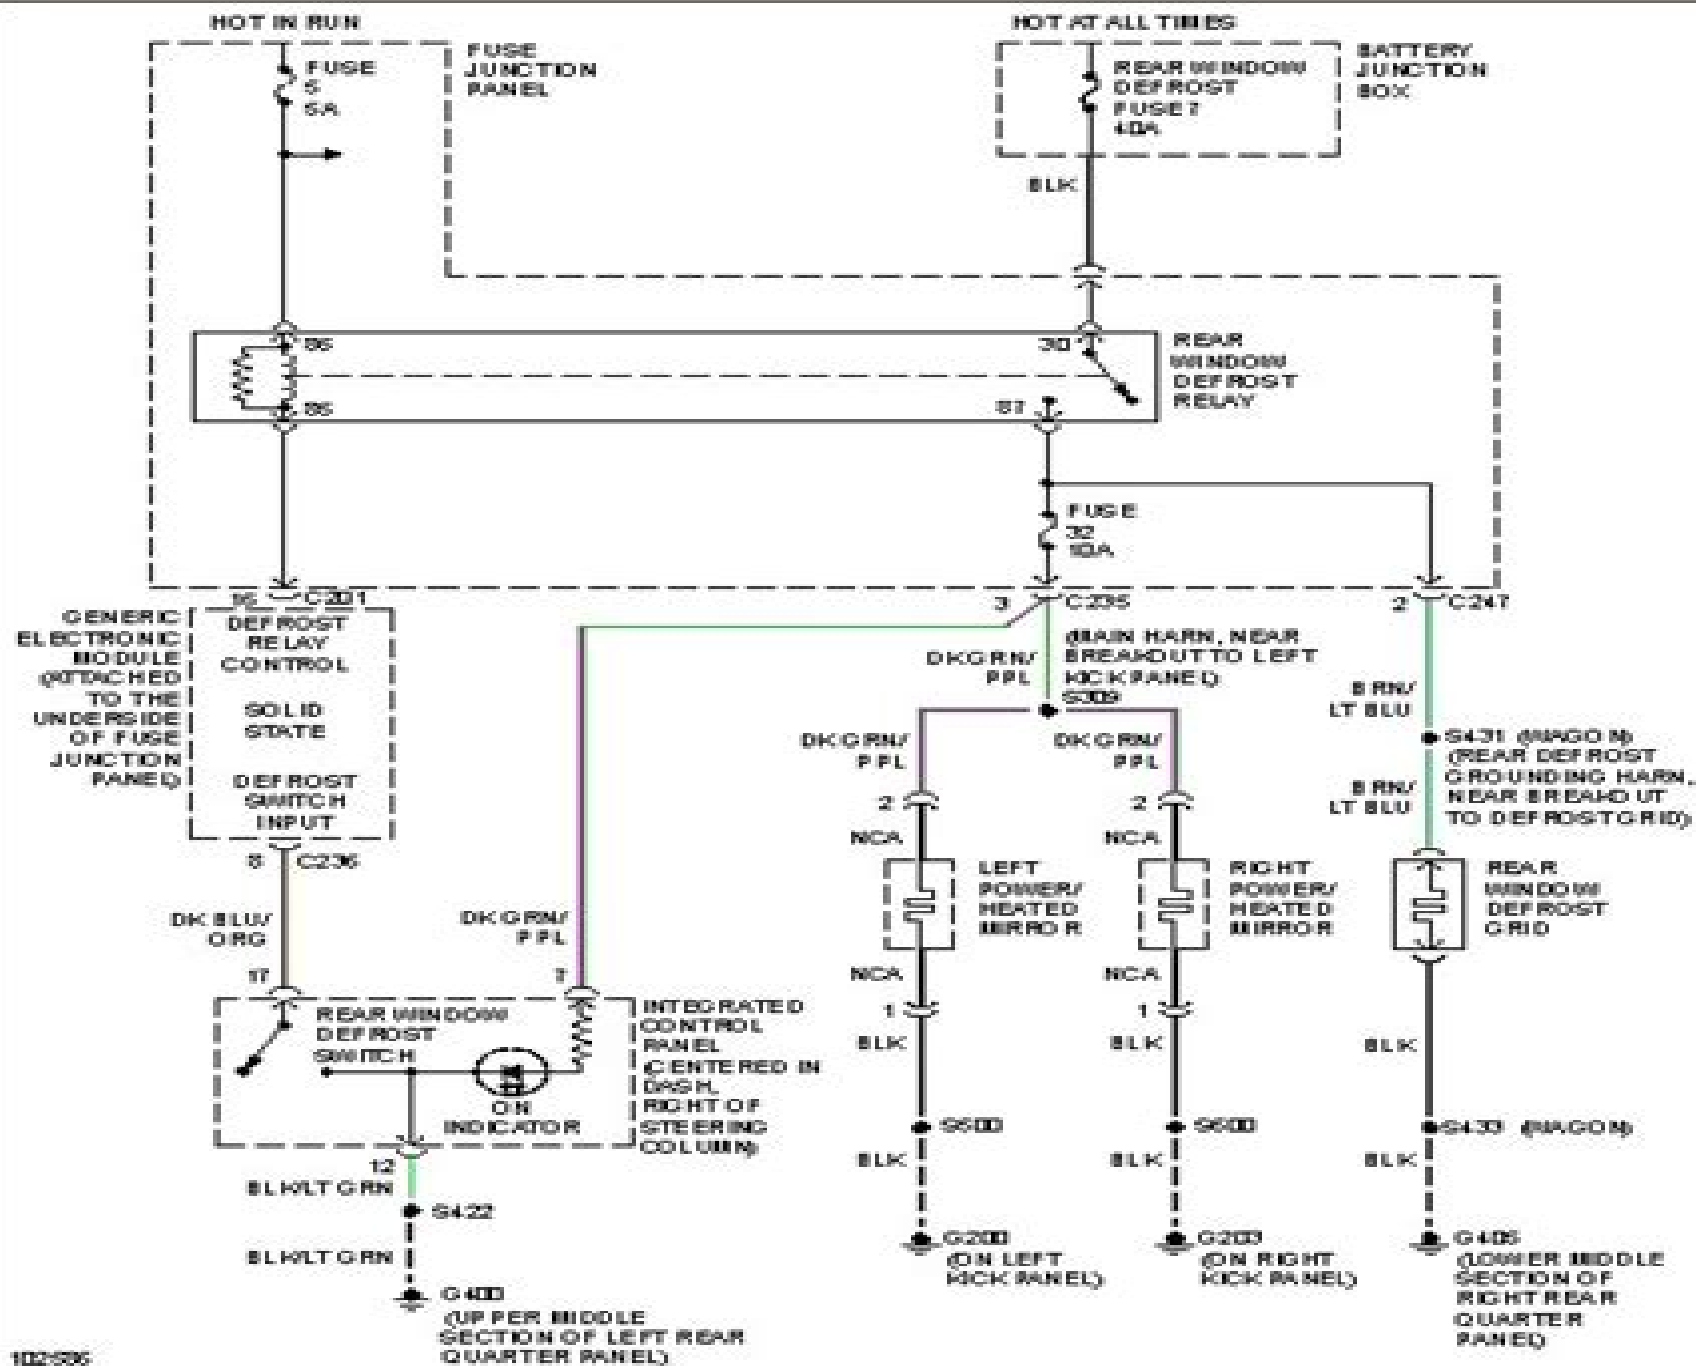 HOT IN RUN
FUSE
JUNCTION
PANEL
FUSE
5
5A
HOT AT ALL TIMES
BATTERY
JUNCTION
BOX
REAR WINDOW
DEFROST
FUSE 7
40A
BLK
30
87
REAR
WINDOW
DEFROST
RELAY
FUSE
32
10A
C201
3
C235
2
C247
GENERIC
ELECTRONIC
MODULE
(ATTACHED
TO THE
UNDERSIDE
OF FUSE
JUNCTION
PANEL)
DEFROST
RELAY
CONTROL
SOLID
STATE
DEFROST
SWITCH
INPUT
8
C236
DK GRN/
PPL
(MAIN HARN, NEAR
BREAKOUT TO LEFT
KICK PANEL)
S309
BRN/
LT BLU
DK GRN/
PPL
DK GRN/
PPL
S431 (WAGON)
(REAR DEFROST
GROUNDING HARN,
NEAR BREAKOUT
TO DEFROST GRID)
BRN/
LT BLU
2
2
NCA
NCA
LEFT
POWER/
HEATED
MIRROR
RIGHT
POWER/
HEATED
MIRROR
REAR
WINDOW
DEFROST
GRID
DK BLU/
ORG
DK GRN/
PPL
17
7
NCA
NCA
1
1
REAR WINDOW
DEFROST
SWITCH
ON
INDICATOR
INTEGRATED
CONTROL
PANEL
(CENTERED IN
DASH,
RIGHT OF
STEERING
COLUMN)
BLK
BLK
BLK
S500
S600
S433 (WAGON)
BLK
BLK
BLK
12
BLK/LT GRN
S422
BLK/LT GRN
G200
(ON LEFT
KICK PANEL)
G203
(ON RIGHT
KICK PANEL)
(LOWER MIDDLE
SECTION OF
RIGHT REAR
QUARTER
PANEL)
G400
(UPPER MIDDLE
SECTION OF LEFT REAR
QUARTER PANEL)